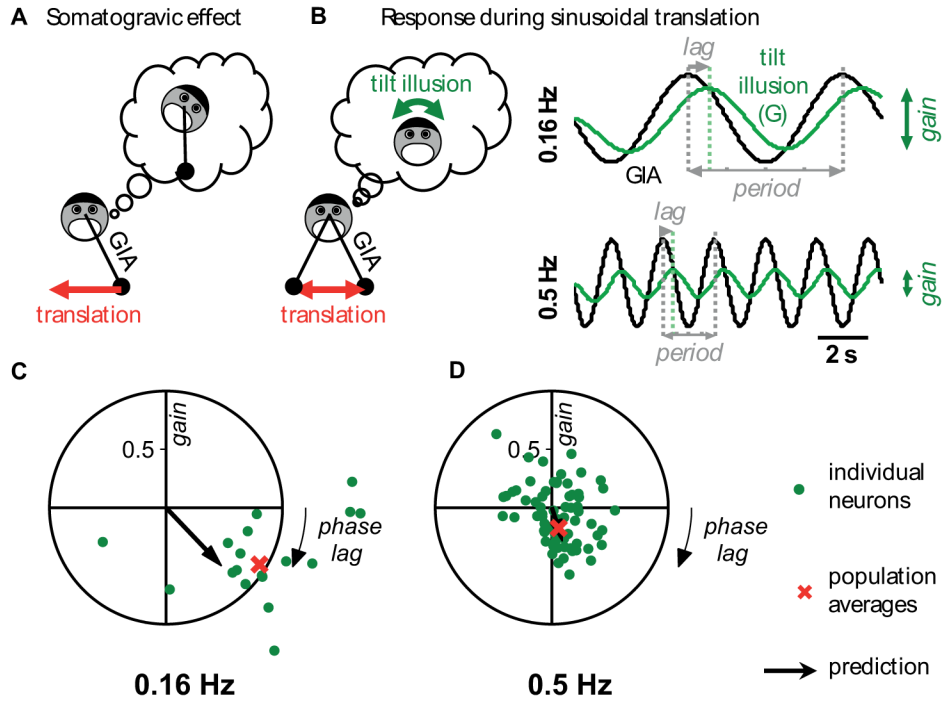 A Somatogravic effect
B Response during sinusoidal translation
GIA
translation
tilt illusion
GIA
translation
0.16 Hz
lag
tilt
illusion
(G)
gain
GIA
period
0.5 Hz
lag
gain
period
2 s
C
gain
0.5
phase
lag
0.16 Hz
D
gain
0.5
phase
lag
0.5 Hz
individual
neurons
population
averages
prediction